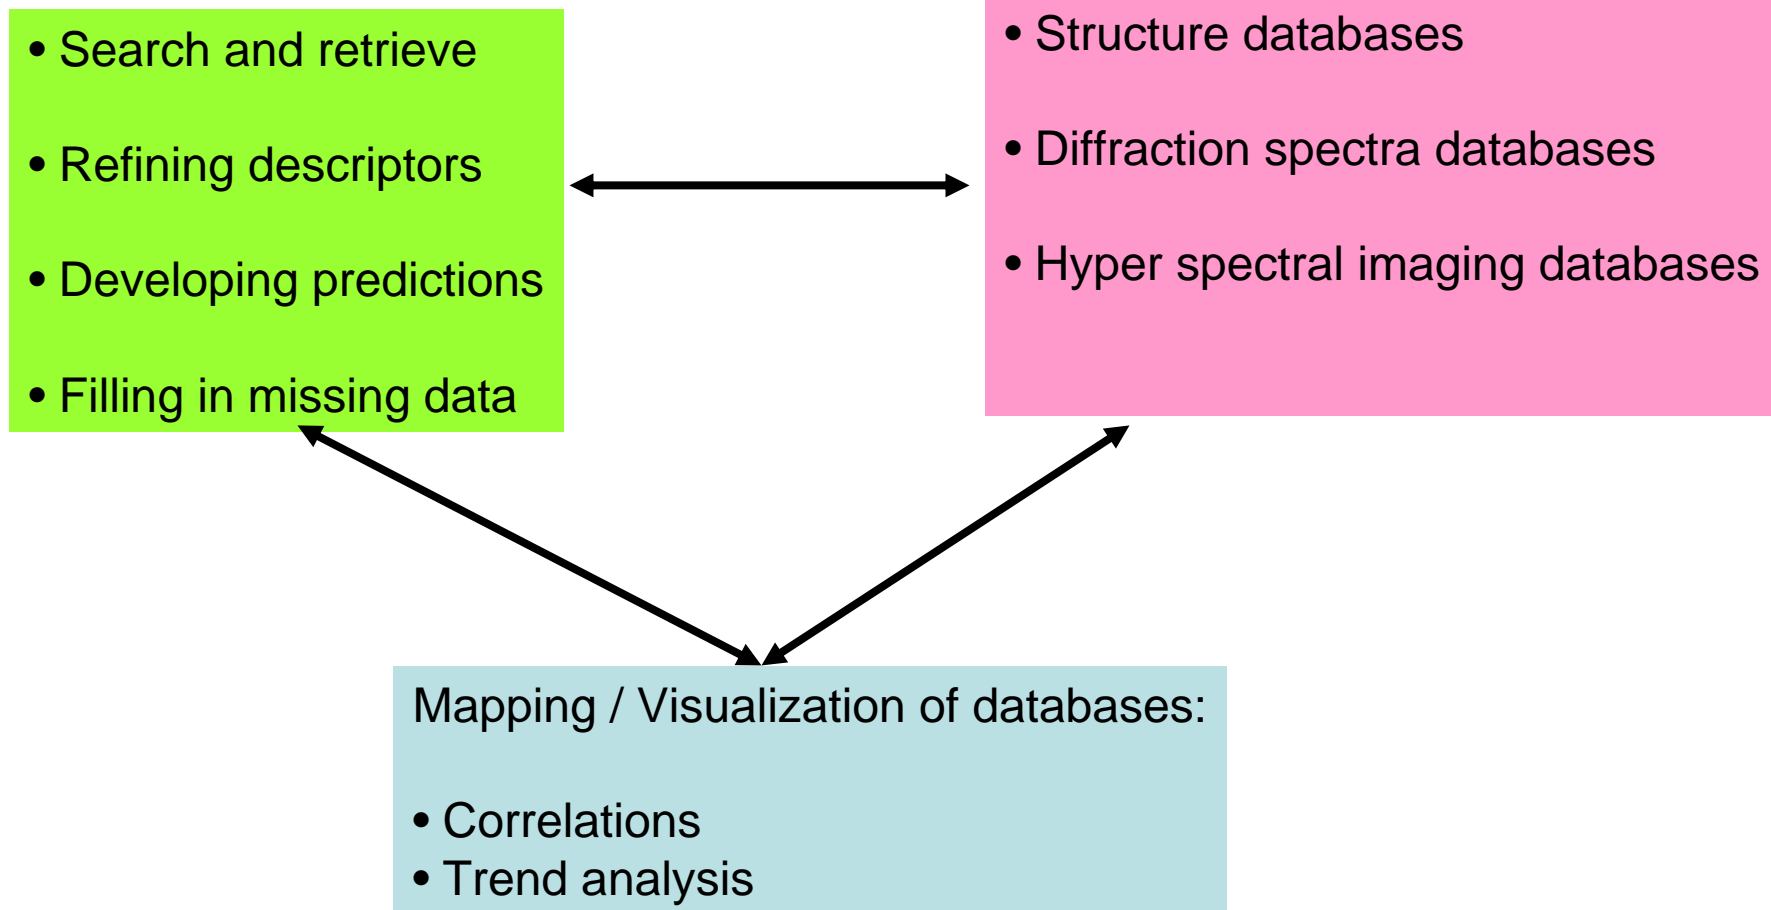 • Search and retrieve
• Refining descriptors
• Developing predictions
• Filling in missing data
• Structure databases
• Diffraction spectra databases
• Hyper spectral imaging databases
Mapping / Visualization of databases:
• Correlations
• Trend analysis